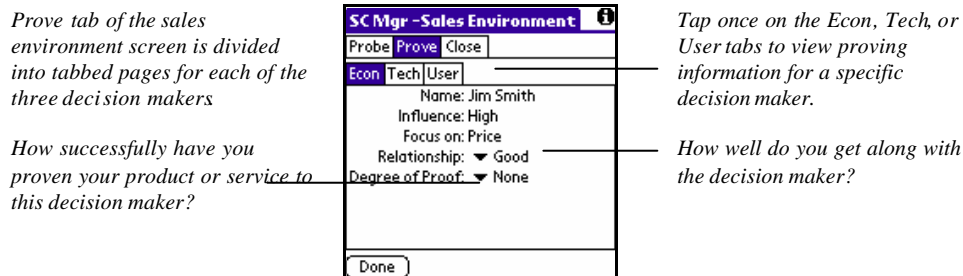 Prove tab of the sales
environment screen is divided
into tabbed pages for each of the
three decision makers.
How successfully have you
proven your product or service to
this decision maker?
SC Mgr - Sales Environment
Probe Prove Close
Econ Tech User
Name: Jim Smith
Influence: High
Focus on: Price
Relationship: Good
Degree of Proof: None
Done
Tap once on the Econ, Tech, or
User tabs to view proving
information for a specific
decision maker.
How well do you get along with
the decision maker?